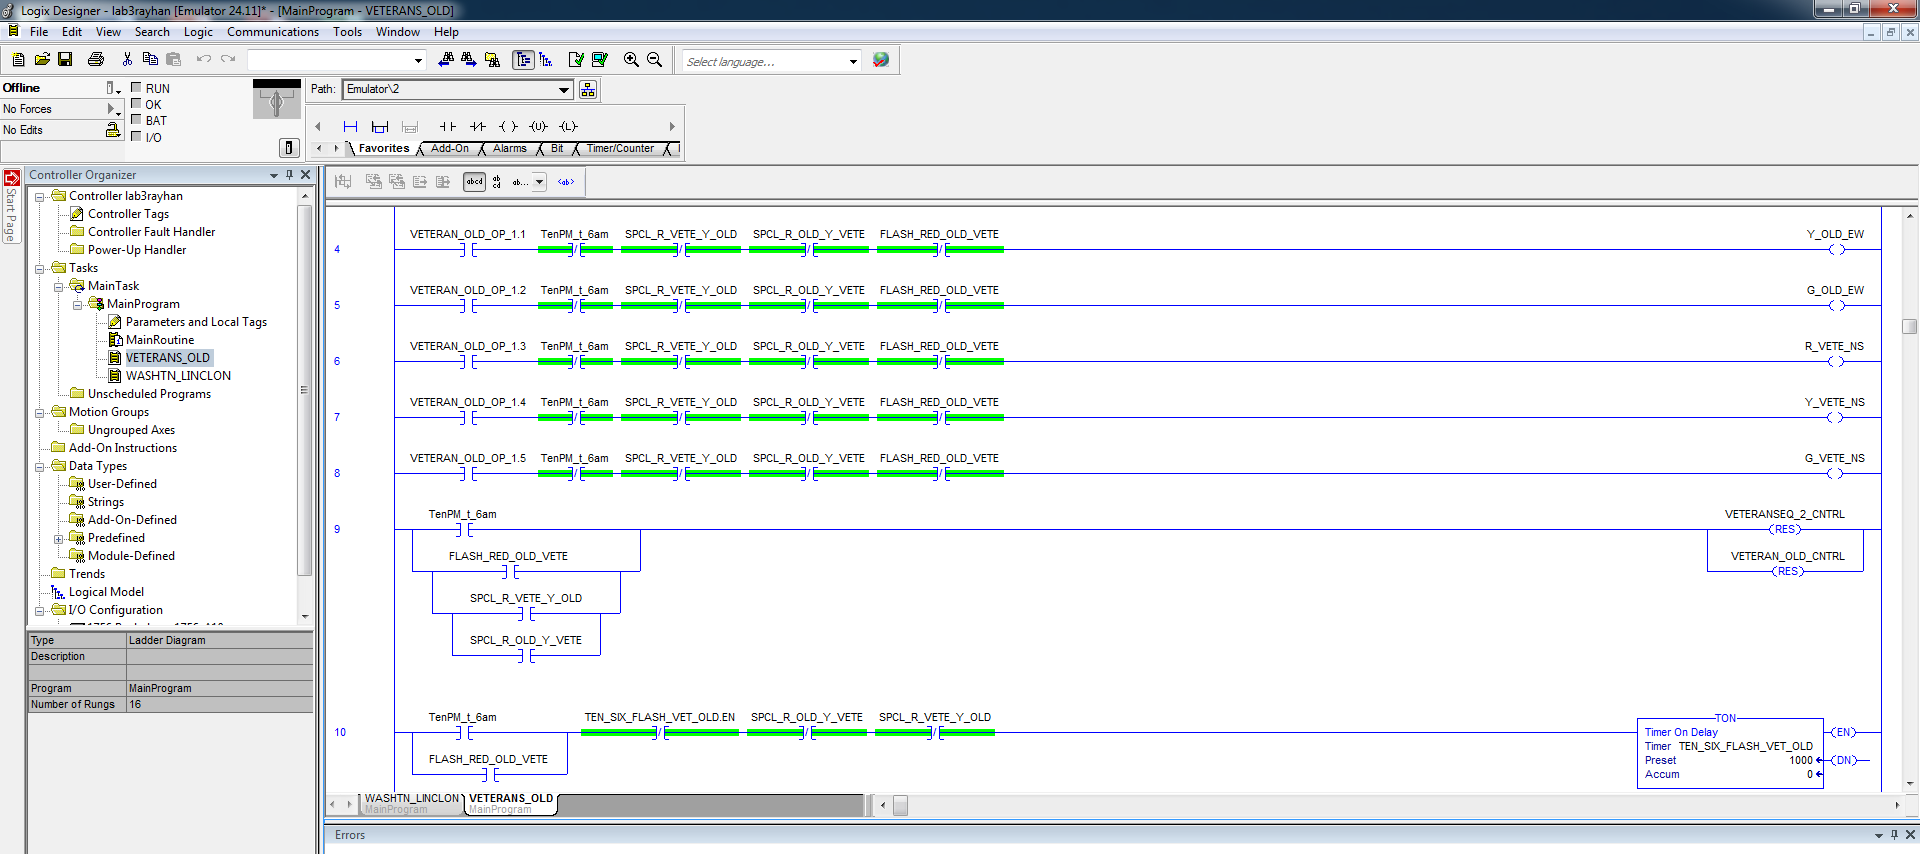 Logix Designer - lab3rayhan [Emulator 24.11]* - [MainProgram - VETERANS_OLD]
File Edit View Search Logic Communications Tools Window Help
Select language...
Offline
RUN
No Forces
OK
No Edits
BAT
I/O
Path: Emulator\2
Favorites Add-On Alarms Bit Timer/Counter
Start Page
Controller Organizer
Controller lab3rayhan
Controller Tags
Controller Fault Handler
Power-Up Handler
Tasks
MainTask
MainProgram
Parameters and Local Tags
MainRoutine
VETERANS_OLD
WASHTN_LINCLON
Unscheduled Programs
Motion Groups
Ungrouped Axes
Add-On Instructions
Data Types
User-Defined
Strings
Add-On-Defined
Predefined
Module-Defined
Trends
Logical Model
I/O Configuration
Type Ladder Diagram
Description
Program MainProgram
Number of Rungs 16
abcd ab cd ab... <ab>
VETERAN_OLD_OP_1.1 TenPM_t_6am SPCL_R_VETE_Y_OLD SPCL_R_OLD_Y_VETE FLASH_RED_OLD_VETE Y_OLD_EW
4
VETERAN_OLD_OP_1.2 TenPM_t_6am SPCL_R_VETE_Y_OLD SPCL_R_OLD_Y_VETE FLASH_RED_OLD_VETE G_OLD_EW
5
VETERAN_OLD_OP_1.3 TenPM_t_6am SPCL_R_VETE_Y_OLD SPCL_R_OLD_Y_VETE FLASH_RED_OLD_VETE R_VETE_NS
6
VETERAN_OLD_OP_1.4 TenPM_t_6am SPCL_R_VETE_Y_OLD SPCL_R_OLD_Y_VETE FLASH_RED_OLD_VETE Y_VETE_NS
7
VETERAN_OLD_OP_1.5 TenPM_t_6am SPCL_R_VETE_Y_OLD SPCL_R_OLD_Y_VETE FLASH_RED_OLD_VETE G_VETE_NS
8
TenPM_t_6am VETERANSEQ_2_CNTRL
9 RES
FLASH_RED_OLD_VETE VETERAN_OLD_CNTRL
RES
SPCL_R_VETE_Y_OLD
SPCL_R_OLD_Y_VETE
TenPM_t_6am TEN_SIX_FLASH_VET_OLD.EN SPCL_R_OLD_Y_VETE SPCL_R_VETE_Y_OLD TON
10 Timer On Delay EN
Timer TEN_SIX_FLASH_VET_OLD
FLASH_RED_OLD_VETE Preset 1000 DN
Accum 0
WASHTN_LINCLON VETERANS_OLD
MainProgram MainProgram
Errors